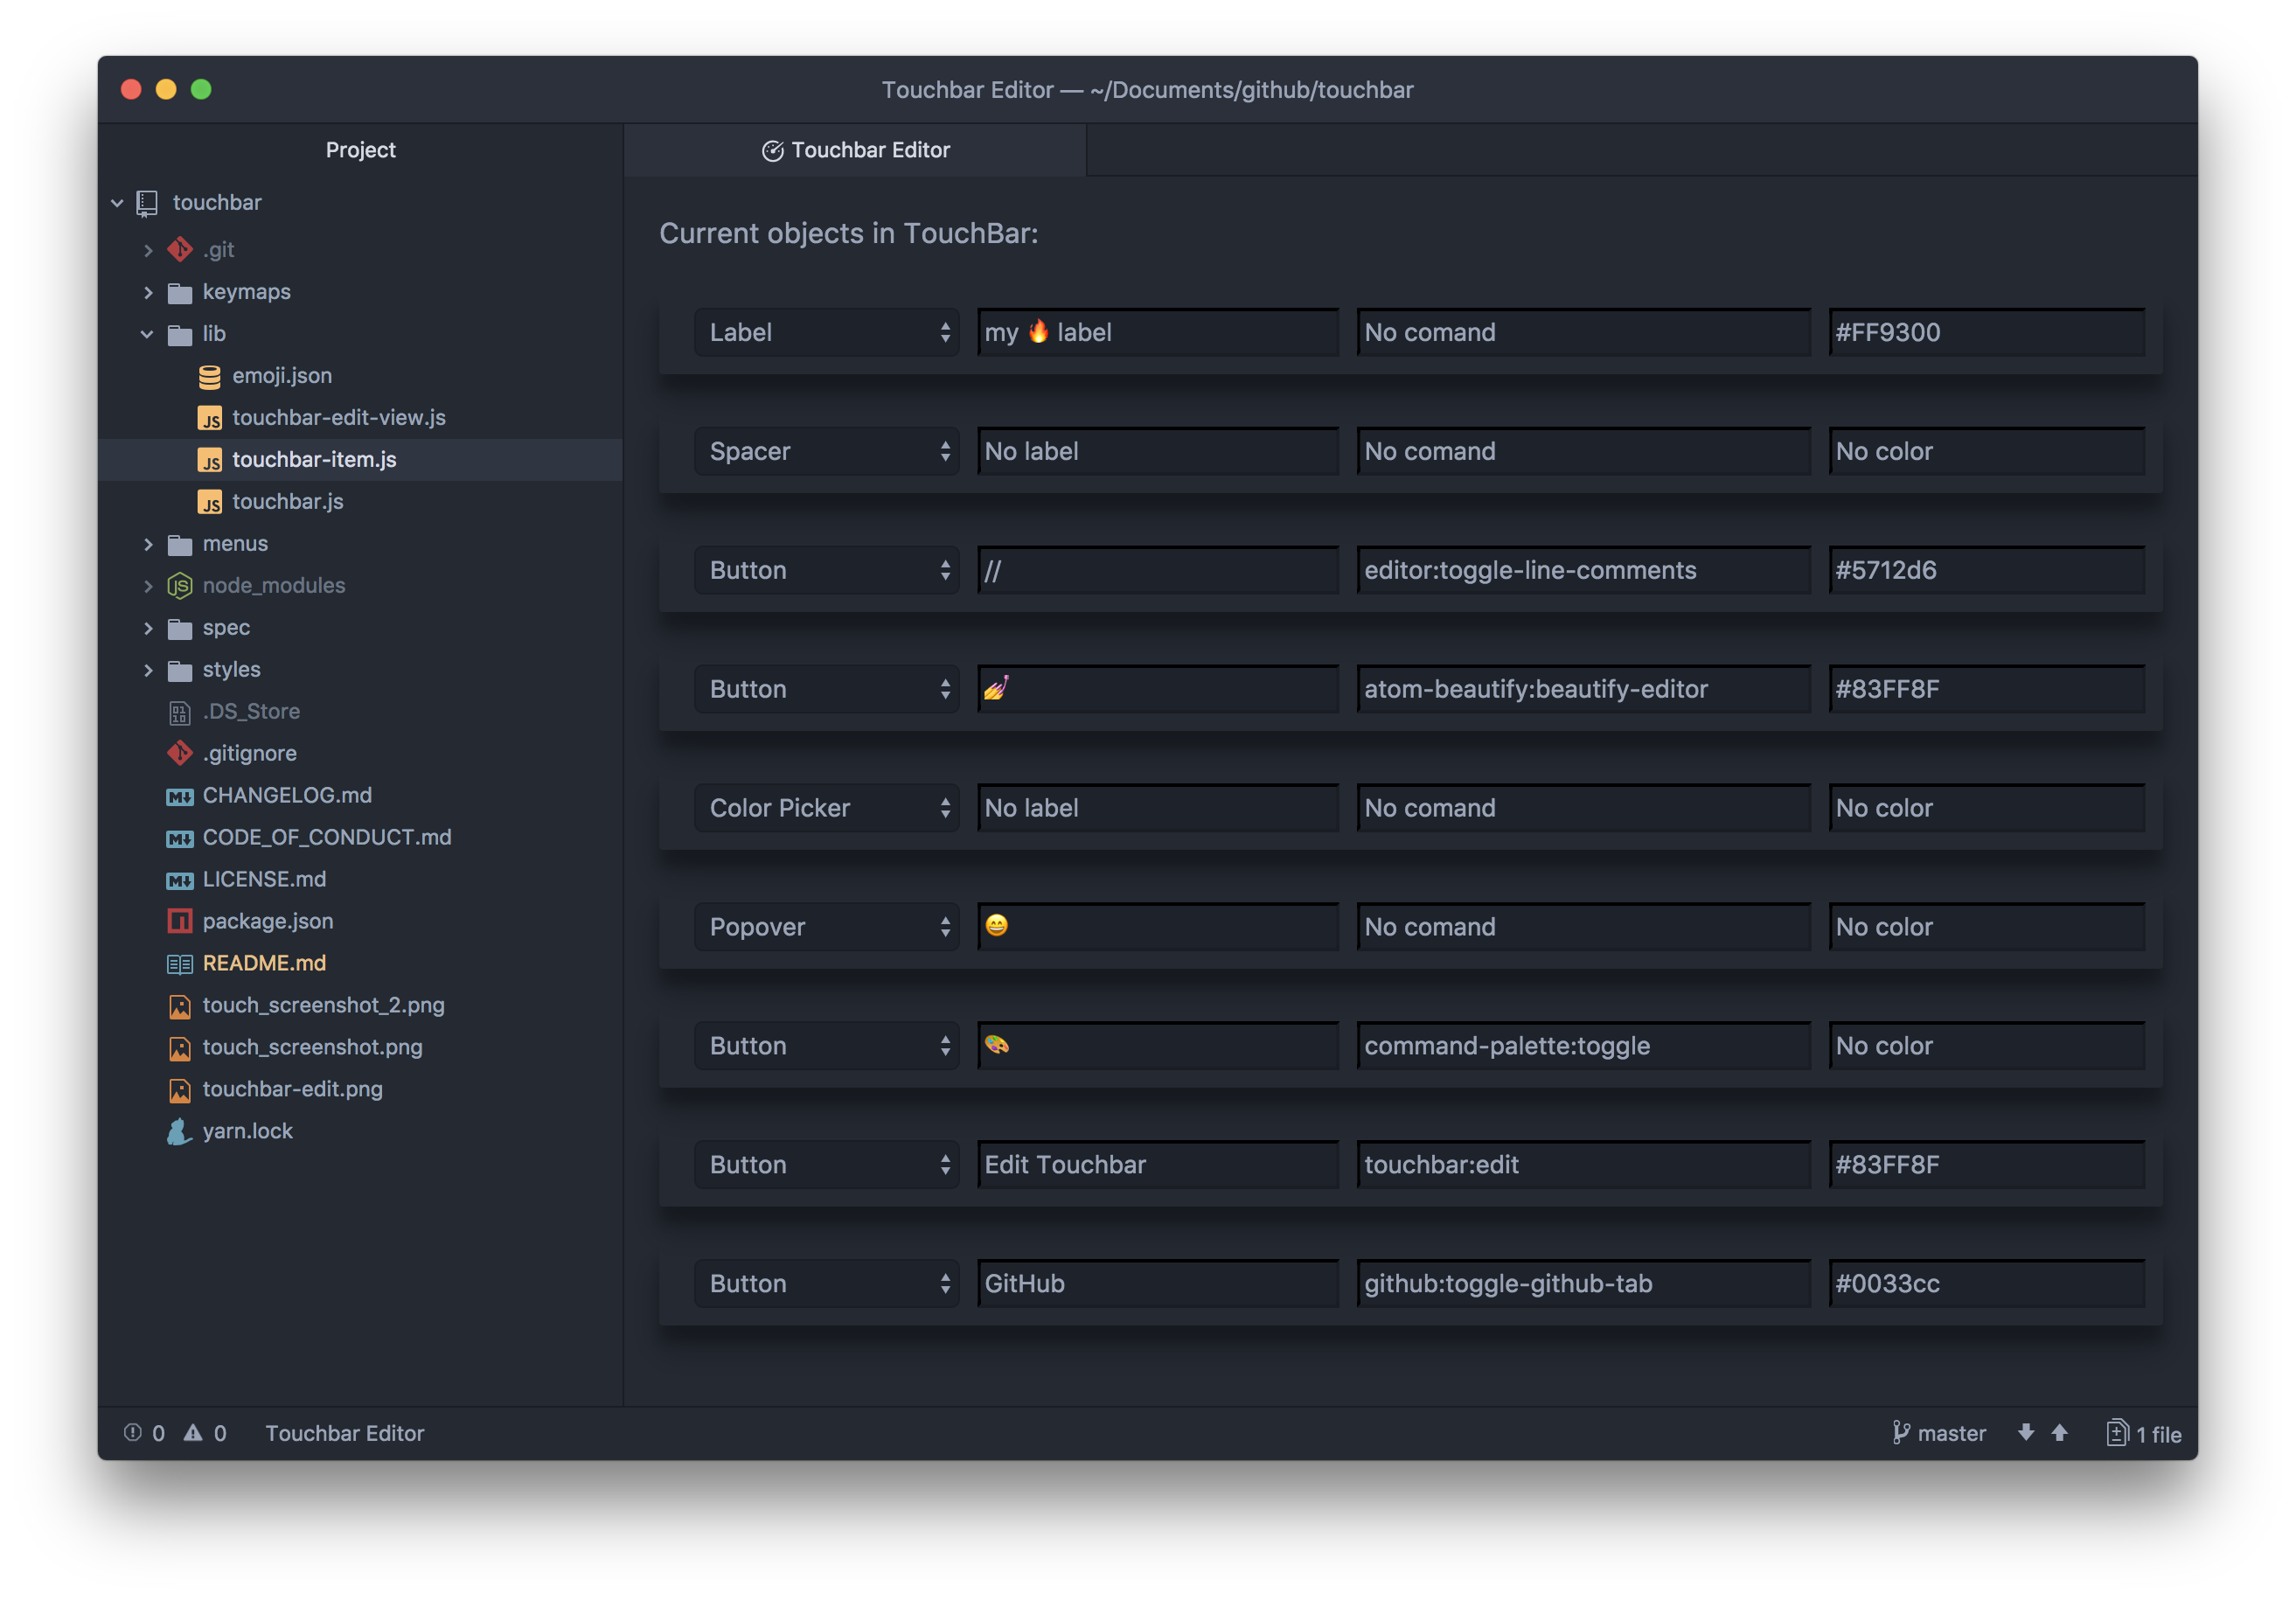 Touchbar Editor — ~/Documents/github/touchbar
Project
touchbar
.git
keymaps
lib
emoji.json
touchbar-edit-view.js
touchbar-item.js
touchbar.js
menus
node_modules
spec
styles
.DS_Store
.gitignore
CHANGELOG.md
CODE_OF_CONDUCT.md
LICENSE.md
package.json
README.md
touch_screenshot_2.png
touch_screenshot.png
touchbar-edit.png
yarn.lock
Touchbar Editor
Current objects in TouchBar:
Label my 🔥 label No comand #FF9300
Spacer No label No comand No color
Button // editor:toggle-line-comments #5712d6
Button 💅 atom-beautify:beautify-editor #83FF8F
Color Picker No label No comand No color
Popover 😄 No comand No color
Button 🎨 command-palette:toggle No color
Button Edit Touchbar touchbar:edit #83FF8F
Button GitHub github:toggle-github-tab #0033cc
0 0 Touchbar Editor master 1 file